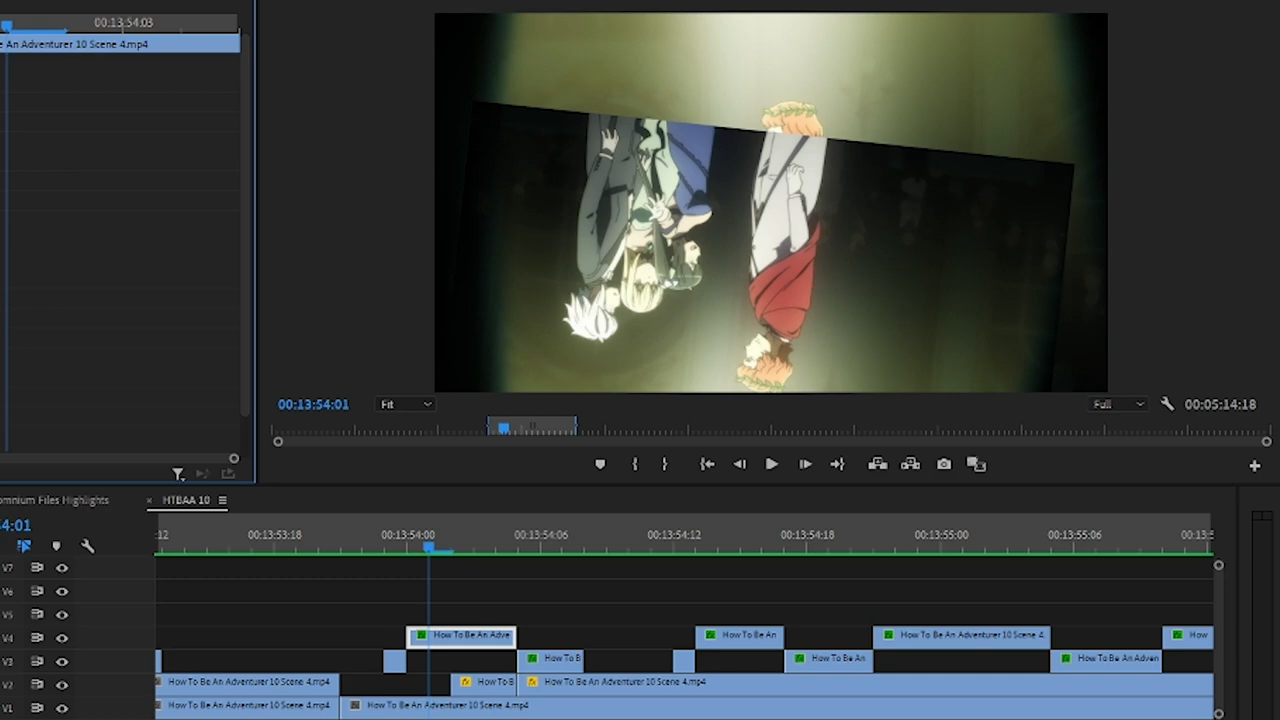 00:13:54:03
e An Adventurer 10 Scene 4.mp4
00:13:54:01
Fit
Full
00:05:14:18
omnium Files Highlights
× HTBAA 10
54:01
:12
00:13:53:18
00:13:54:00
00:13:54:06
00:13:54:12
00:13:54:18
00:13:55:00
00:13:55:06
00:13:5
V7
V6
V5
V4
How To Be An Adve
How To Be An
How To Be An Adventurer 10 Scene 4.
How
V3
How To B
How To Be An
How To Be An Adven
V2
How To Be An Adventurer 10 Scene 4.mp4
How To B
How To Be An Adventurer 10 Scene 4.mp4
V1
How To Be An Adventurer 10 Scene 4.mp4
How To Be An Adventurer 10 Scene 4.mp4